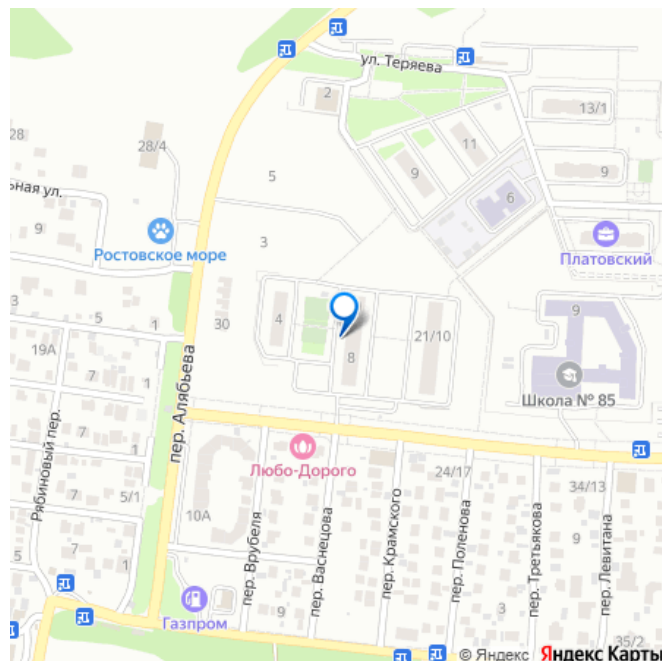 ул. Теряева
2
13/1
28
28/4
11
9
9
5
6
ьная ул.
9
Ростовское море
3
Платовский
3
5
1
30
4
8
21/10
9
19А
7
1
пер. Алябьева
Школа № 85
7
1
Рябиновый пер.
Любо-Дорого
7
5/1
10А
24/17
34/13
5
7
пер. Врубеля
пер. Васнецова
пер. Крамского
пер. Поленова
пер. Третьякова
9
пер. Левитана
1
Газпром
9
3
35/2
© Яндекс Яндекс Карты